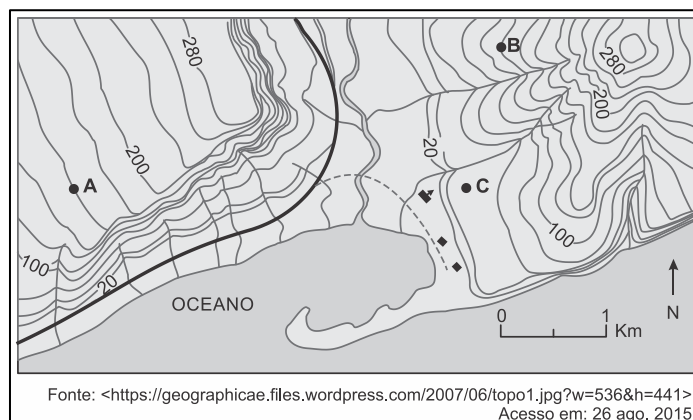 280
B
280
200
20
200
A
C
100
100
20
OCEANO
0 1
Km
N
Fonte: <https://geographicae.files.wordpress.com/2007/06/topo1.jpg?w=536&h=441>
Acesso em: 26 ago. 2015